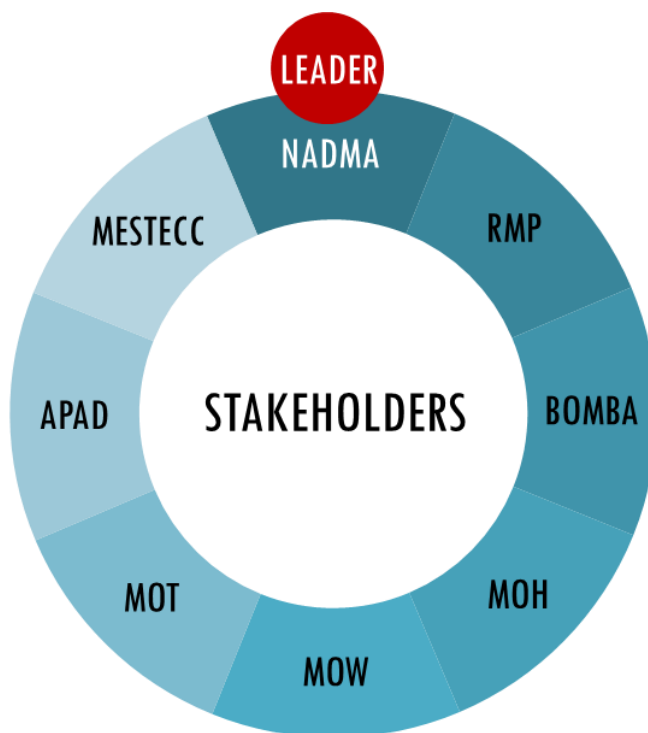 LEADER
NADMA
RMP
BOMBA
MOH
MOW
MOT
APAD
MESTECC
STAKEHOLDERS